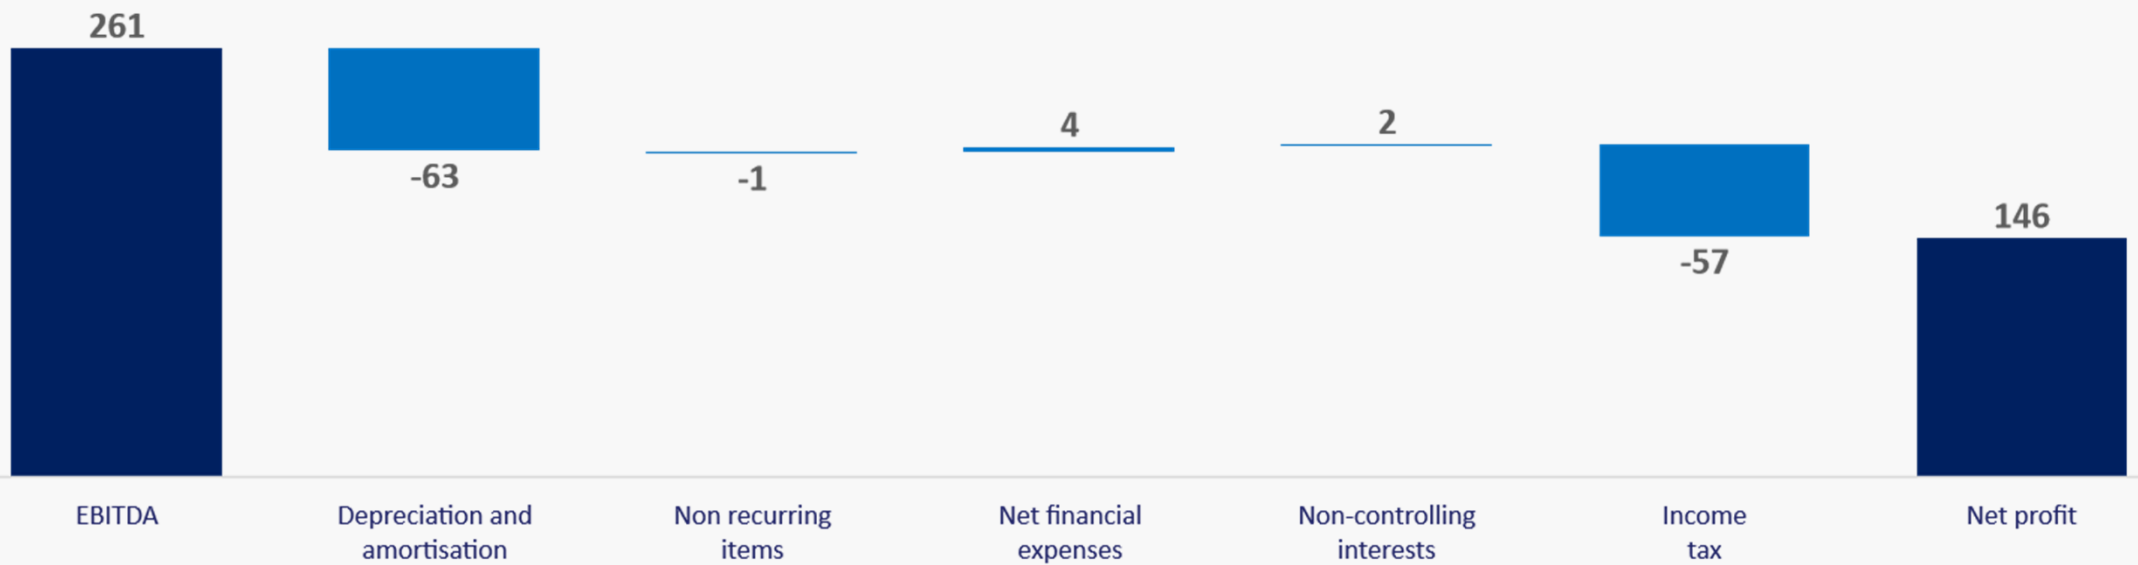 261
-63
-1
4
2
-57
146
EBITDA
Depreciation and
amortisation
Non recurring
items
Net financial
expenses
Non-controlling
interests
Income
tax
Net profit